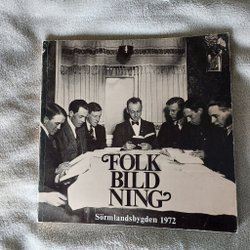 FOLK
BILD
NING
Sörmlandsbygden 1972